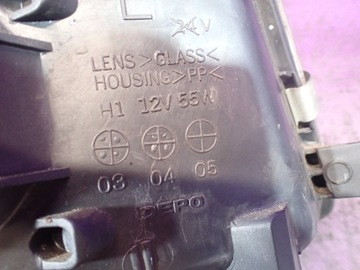 L
24V
LENS>GLASS<
HOUSING>PP<
H1 12V 55W
03 04 05
DEPO